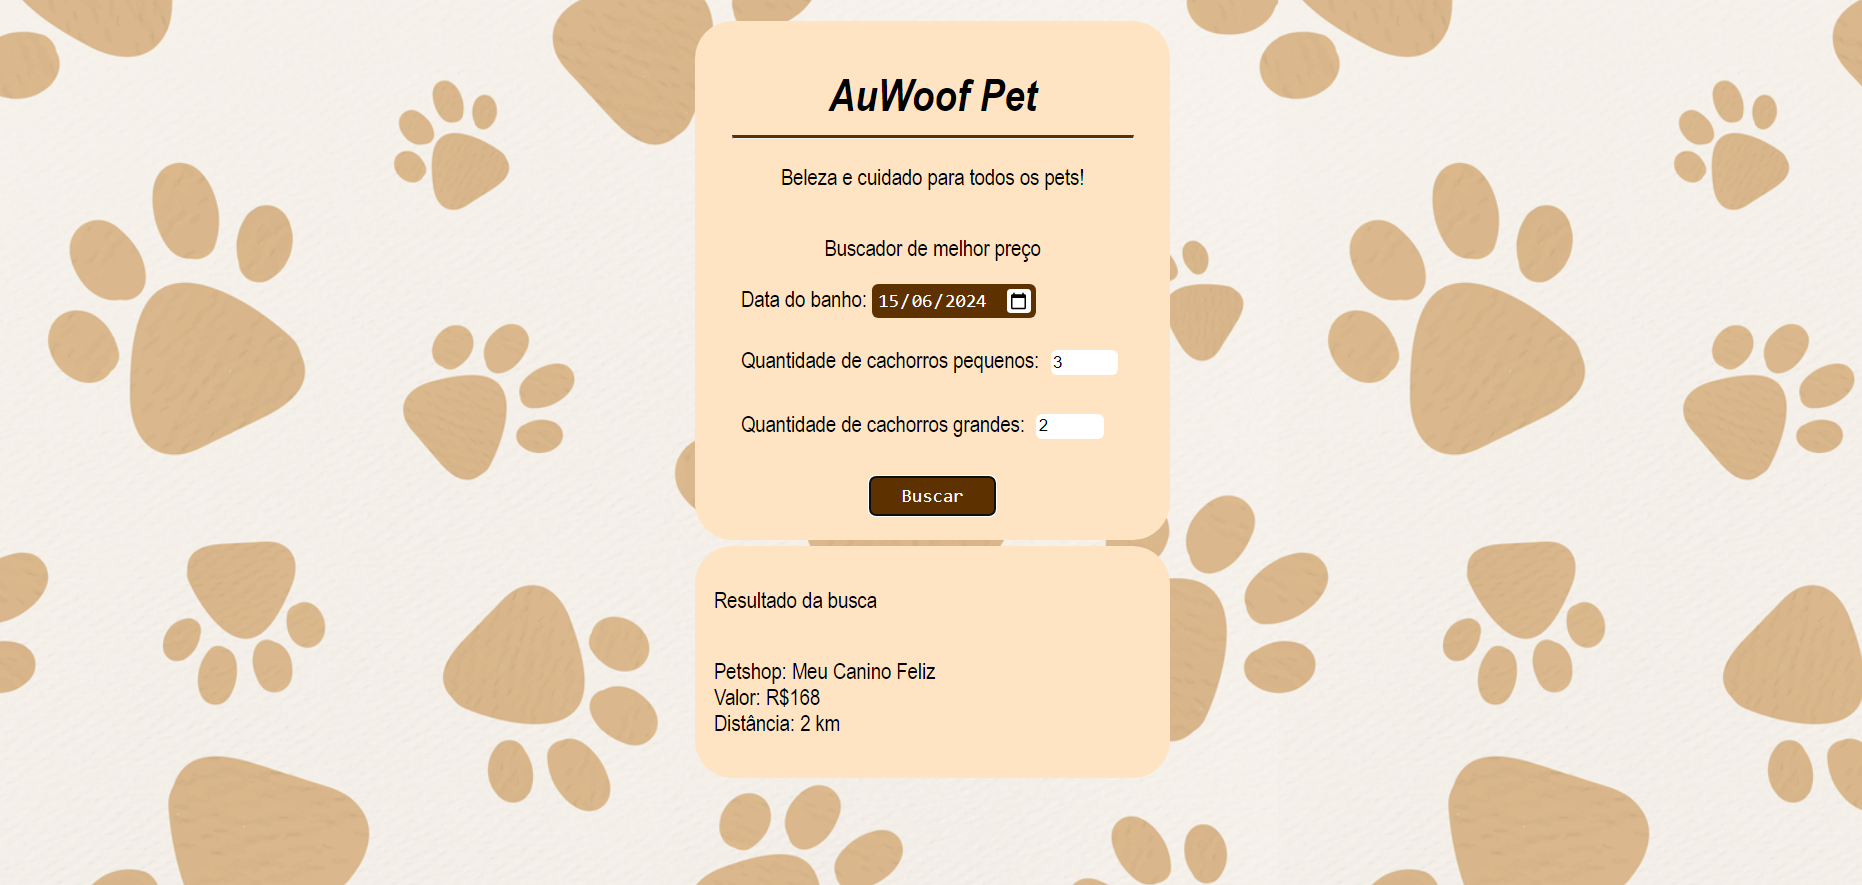 AuWoof Pet
Beleza e cuidado para todos os pets!
Buscador de melhor preço
Data do banho: 15/06/2024
Quantidade de cachorros pequenos: 3
Quantidade de cachorros grandes: 2
Buscar
Resultado da busca
Petshop: Meu Canino Feliz
Valor: R$168
Distância: 2 km